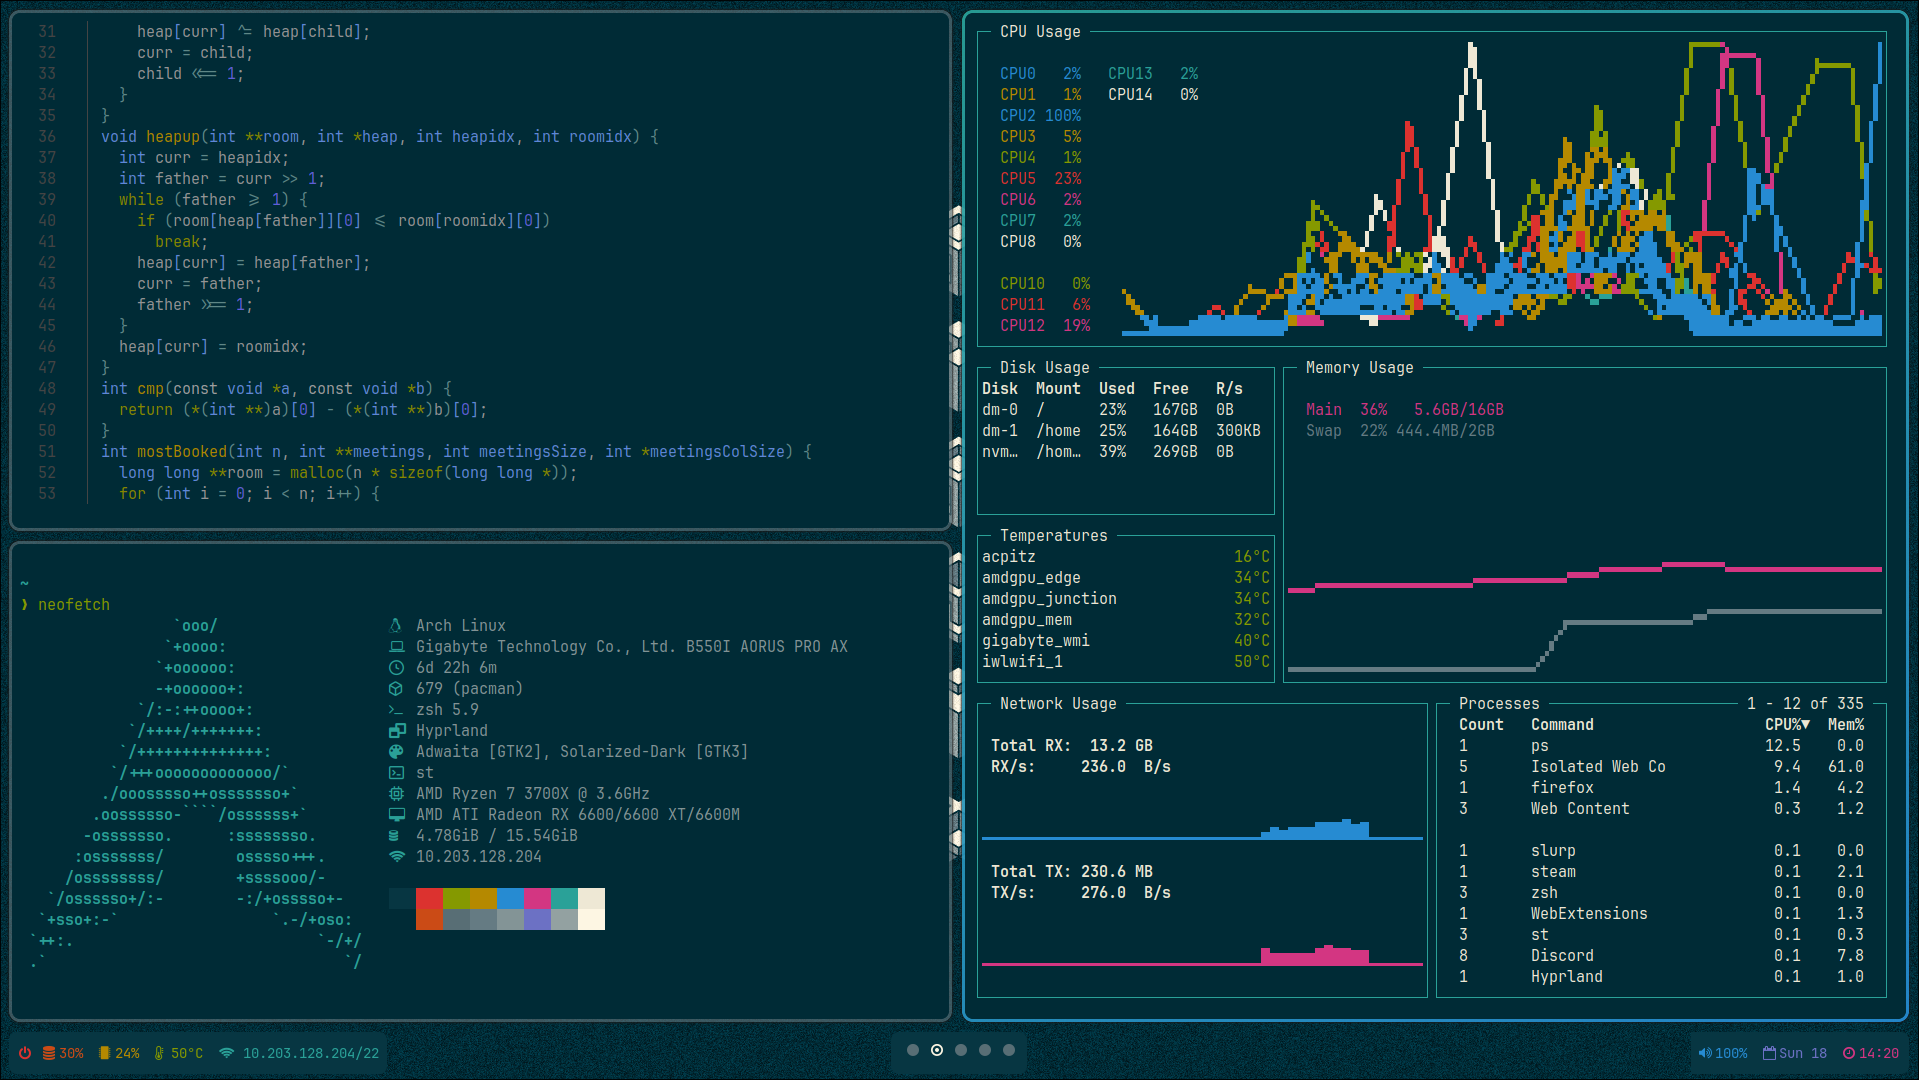 31 heap[curr] ^= heap[child];
32 curr = child;
33 child <<= 1;
34 }
35 }
36 void heapup(int **room, int *heap, int heapidx, int roomidx) {
37 int curr = heapidx;
38 int father = curr >> 1;
39 while (father >= 1) {
40 if (room[heap[father]][0] <= room[roomidx][0])
41 break;
42 heap[curr] = heap[father];
43 curr = father;
44 father >>= 1;
45 }
46 heap[curr] = roomidx;
47 }
48 int cmp(const void *a, const void *b) {
49 return (*(int **)a)[0] - (*(int **)b)[0];
50 }
51 int mostBooked(int n, int **meetings, int meetingsSize, int *meetingsColSize) {
52 long long **room = malloc(n * sizeof(long long *));
53 for (int i = 0; i < n; i++) {
~
❯ neofetch
`ooo/
`+oooo:
`+oooooo:
-+oooooo+:
`/:-:++oooo+:
`/++++/+++++++:
`/++++++++++++++:
`/+++ooooooooooooo/`
./ooosssso++osssssso+`
.oossssso-````/ossssss+`
-osssssso. :ssssssso.
:osssssss/ osssso+++.
/ossssssss/ +ssssooo/-
`/ossssso+/:- -:/+osssso+-
`+sso+:-` `.-/+oso:
`++:. `-/+/
.` `/
Arch Linux
Gigabyte Technology Co., Ltd. B550I AORUS PRO AX
6d 22h 6m
679 (pacman)
zsh 5.9
Hyprland
Adwaita [GTK2], Solarized-Dark [GTK3]
st
AMD Ryzen 7 3700X @ 3.6GHz
AMD ATI Radeon RX 6600/6600 XT/6600M
4.78GiB / 15.54GiB
10.203.128.204
CPU Usage
CPU0 2% CPU13 2%
CPU1 1% CPU14 0%
CPU2 100%
CPU3 5%
CPU4 1%
CPU5 23%
CPU6 2%
CPU7 2%
CPU8 0%
CPU10 0%
CPU11 6%
CPU12 19%
Disk Usage
Disk Mount Used Free R/s
dm-0 / 23% 167GB 0B
dm-1 /home 25% 164GB 300KB
nvm… /hom… 39% 269GB 0B
Memory Usage
Main 36% 5.6GB/16GB
Swap 22% 444.4MB/2GB
Temperatures
acpitz 16°C
amdgpu_edge 34°C
amdgpu_junction 34°C
amdgpu_mem 32°C
gigabyte_wmi 40°C
iwlwifi_1 50°C
Network Usage
Total RX: 13.2 GB
RX/s: 236.0 B/s
Total TX: 230.6 MB
TX/s: 276.0 B/s
Processes 1 - 12 of 335
Count Command CPU%▼ Mem%
1 ps 12.5 0.0
5 Isolated Web Co 9.4 61.0
1 firefox 1.4 4.2
3 Web Content 0.3 1.2
1 slurp 0.1 0.0
1 steam 0.1 2.1
3 zsh 0.1 0.0
1 WebExtensions 0.1 1.3
3 st 0.1 0.3
8 Discord 0.1 7.8
1 Hyprland 0.1 1.0
30% 24% 50°C 10.203.128.204/22
100% Sun 18 14:20